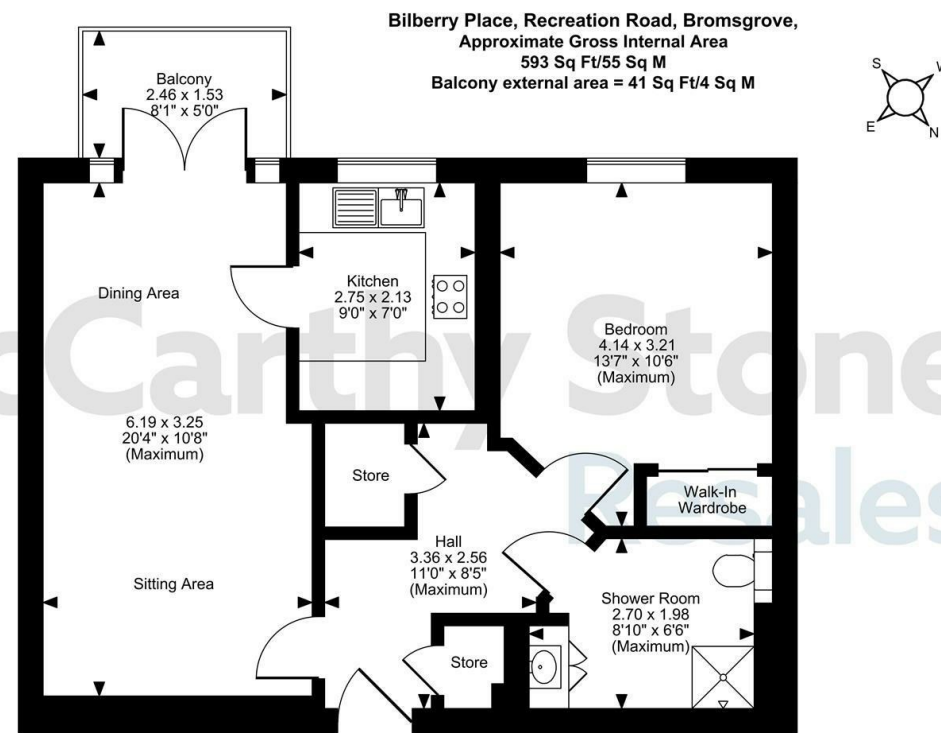 Bilberry Place, Recreation Road, Bromsgrove,
Approximate Gross Internal Area
593 Sq Ft/55 Sq M
Balcony external area = 41 Sq Ft/4 Sq M
S
W
E
N
Balcony
2.46 x 1.53
8'1" x 5'0"
Dining Area
Kitchen
2.75 x 2.13
9'0" x 7'0"
Bedroom
4.14 x 3.21
13'7" x 10'6"
(Maximum)
6.19 x 3.25
20'4" x 10'8"
(Maximum)
Store
Walk-In
Wardrobe
Hall
3.36 x 2.56
11'0" x 8'5"
(Maximum)
Sitting Area
Shower Room
2.70 x 1.98
8'10" x 6'6"
(Maximum)
Store
cCarthy Stone
Resales